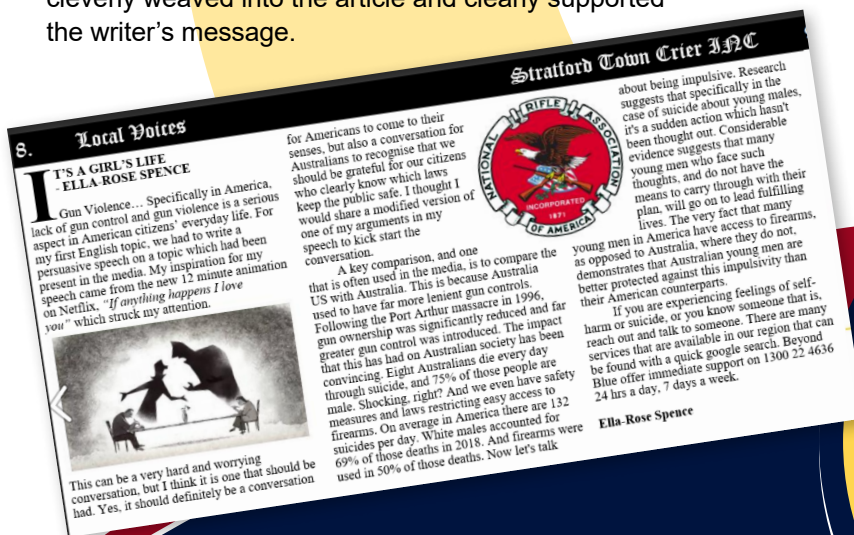 cleverly weaved into the article and clearly supported
the writer's message.
8. Local Voices
Stratford Town Crier INC
IT'S A GIRL'S LIFE
- ELLA-ROSE SPENCE
Gun Violence... Specifically in America,
lack of gun control and gun violence is a serious
aspect in American citizens' everyday life. For
my first English topic, we had to write a
persuasive speech on a topic which had been
present in the media. My inspiration for my
speech came from the new 12 minute animation
on Netflix, "If anything happens I love
you" which struck my attention.
This can be a very hard and worrying
conversation, but I think it is one that should be
had. Yes, it should definitely be a conversation
for Americans to come to their
senses, but also a conversation for
Australians to recognise that we
should be grateful for our citizens
who clearly know which laws
keep the public safe. I thought I
would share a modified version of
one of my arguments in my
speech to kick start the
conversation.
A key comparison, and one
that is often used in the media, is to compare the
US with Australia. This is because Australia
used to have far more lenient gun controls.
Following the Port Arthur massacre in 1996,
gun ownership was significantly reduced and far
greater gun control was introduced. The impact
that this has had on Australian society has been
convincing. Eight Australians die every day
through suicide, and 75% of those people are
male. Shocking, right? And we even have safety
measures and laws restricting easy access to
firearms. On average in America there are 132
suicides per day. White males accounted for
69% of those deaths in 2018. And firearms were
used in 50% of those deaths. Now let's talk
NATIONAL RIFLE ASSOCIATION
INCORPORATED
1871
OF AMERICA
about being impulsive. Research
suggests that specifically in the
case of suicide about young males,
it's a sudden action which hasn't
been thought out. Considerable
evidence suggests that many
young men who face such
thoughts, and do not have the
means to carry through with their
plan, will go on to lead fulfilling
lives. The very fact that many
young men in America have access to firearms,
as opposed to Australia, where they do not,
demonstrates that Australian young men are
better protected against this impulsivity than
their American counterparts.
If you are experiencing feelings of self-
harm or suicide, or you know someone that is,
reach out and talk to someone. There are many
services that are available in our region that can
be found with a quick google search. Beyond
Blue offer immediate support on 1300 22 4636
24 hrs a day, 7 days a week.
Ella-Rose Spence